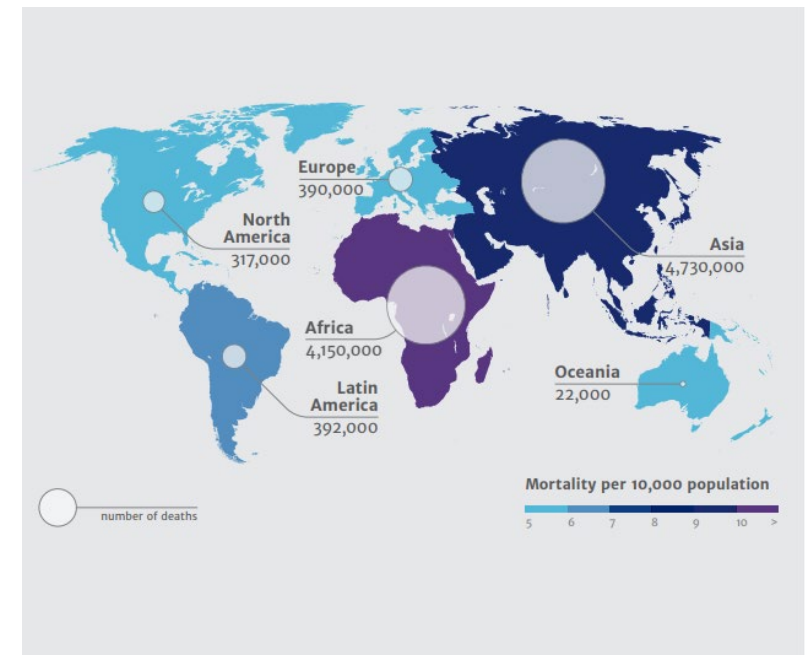 Europe
390,000
North
America
317,000
Asia
4,730,000
Africa
4,150,000
Latin
America
392,000
Oceania
22,000
number of deaths
Mortality per 10,000 population
5 6 7 8 9 10 >